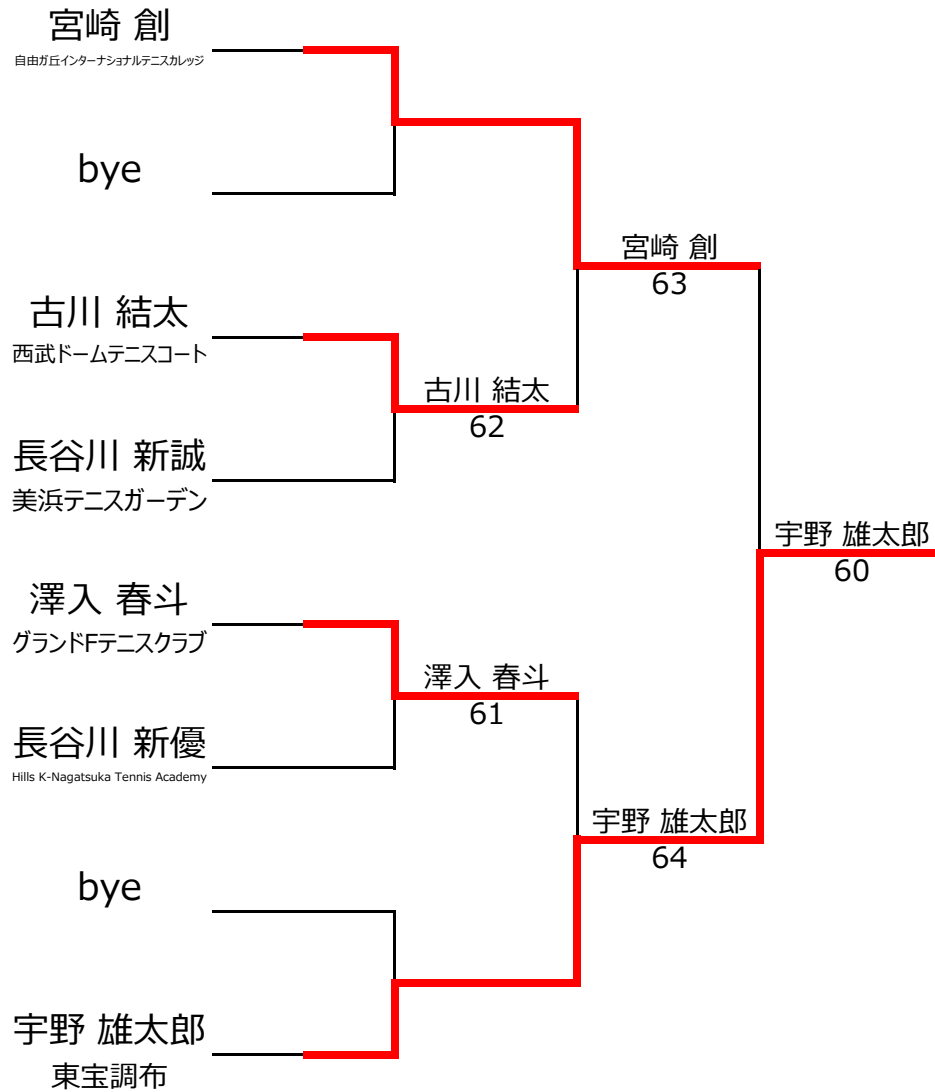 宮崎 創
自由ガ丘インターナショナルテニスカレッジ
bye
古川 結太
西武ドームテニスコート
長谷川 新誠
美浜テニスガーデン
澤入 春斗
グランドFテニスクラブ
長谷川 新優
Hills K-Nagatsuka Tennis Academy
bye
宇野 雄太郎
東宝調布
古川 結太
62
澤入 春斗
61
宮崎 創
63
宇野 雄太郎
64
宇野 雄太郎
60